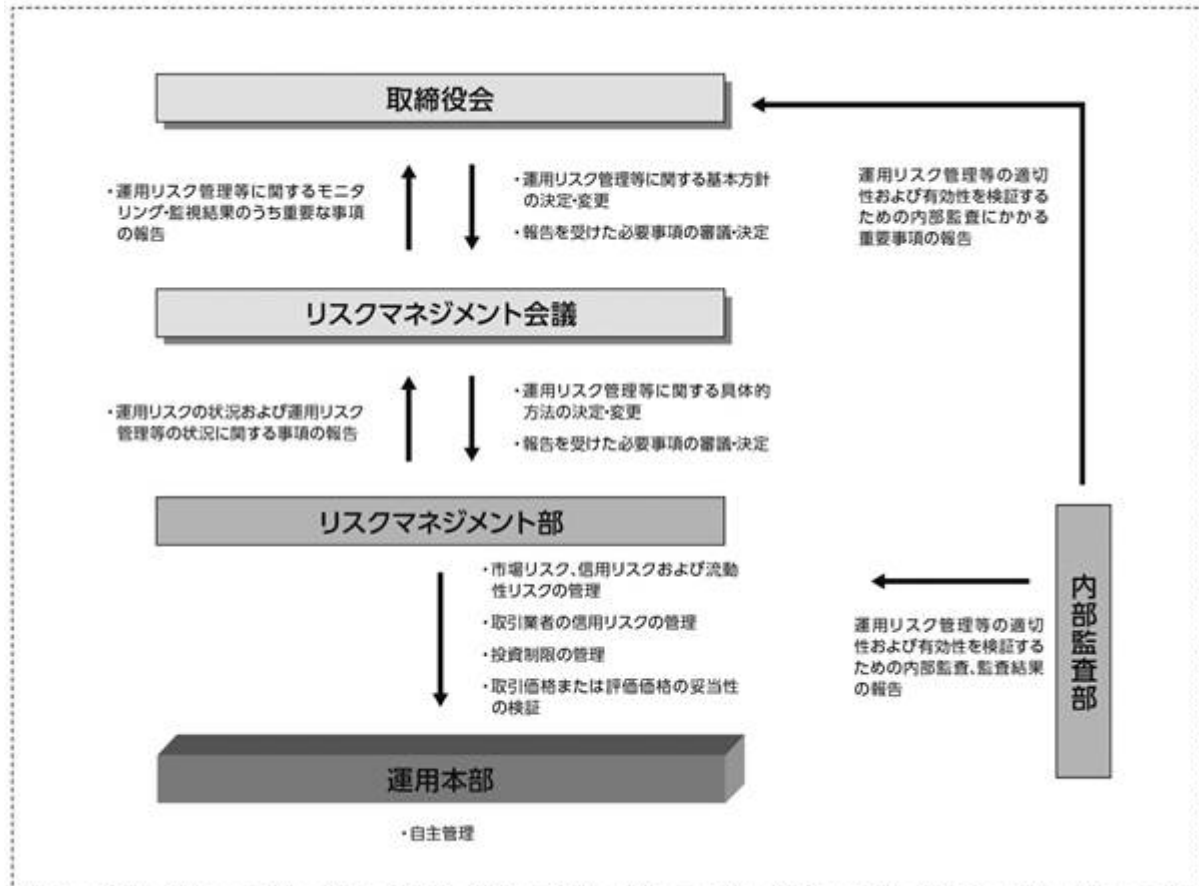 取締役会
・運用リスク管理等に関するモニタ
リング・監視結果のうち重要な事項
の報告
・運用リスク管理等に関する基本方針
の決定・変更
・報告を受けた必要事項の審議・決定
運用リスク管理等の適切
性および有効性を検証する
ための内部監査にかかる
重要事項の報告
リスクマネジメント会議
・運用リスクの状況および運用リスク
管理等の状況に関する事項の報告
・運用リスク管理等に関する具体的
方法の決定・変更
・報告を受けた必要事項の審議・決定
リスクマネジメント部
・市場リスク、信用リスクおよび流動
性リスクの管理
・取引業者の信用リスクの管理
・投資制限の管理
・取引価格または評価価格の妥当性
の検証
運用リスク管理等の適切
性および有効性を検証する
ための内部監査、監査結果
の報告
内部監査部
運用本部
・自主管理